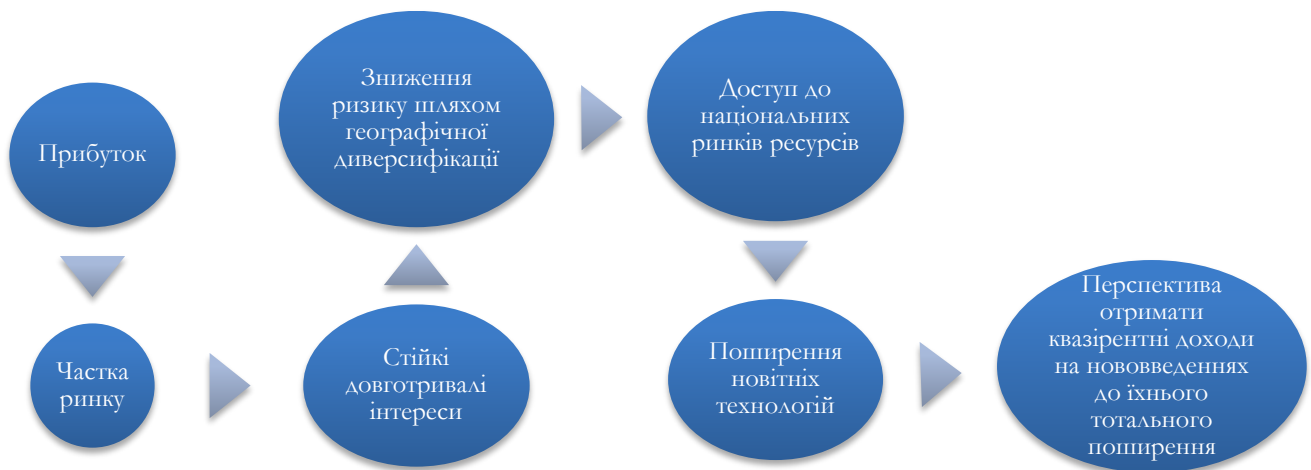 Прибуток
Частка
ринку
Стійкі
довготривалі
інтереси
Зниження
ризику шляхом
географічної
диверсифікації
Доступ до
національних
ринків ресурсів
Поширення
новітніх
технологій
Перспектива
отримати
квазірентні доходи
на нововведеннях
до їхнього
тотального
поширення